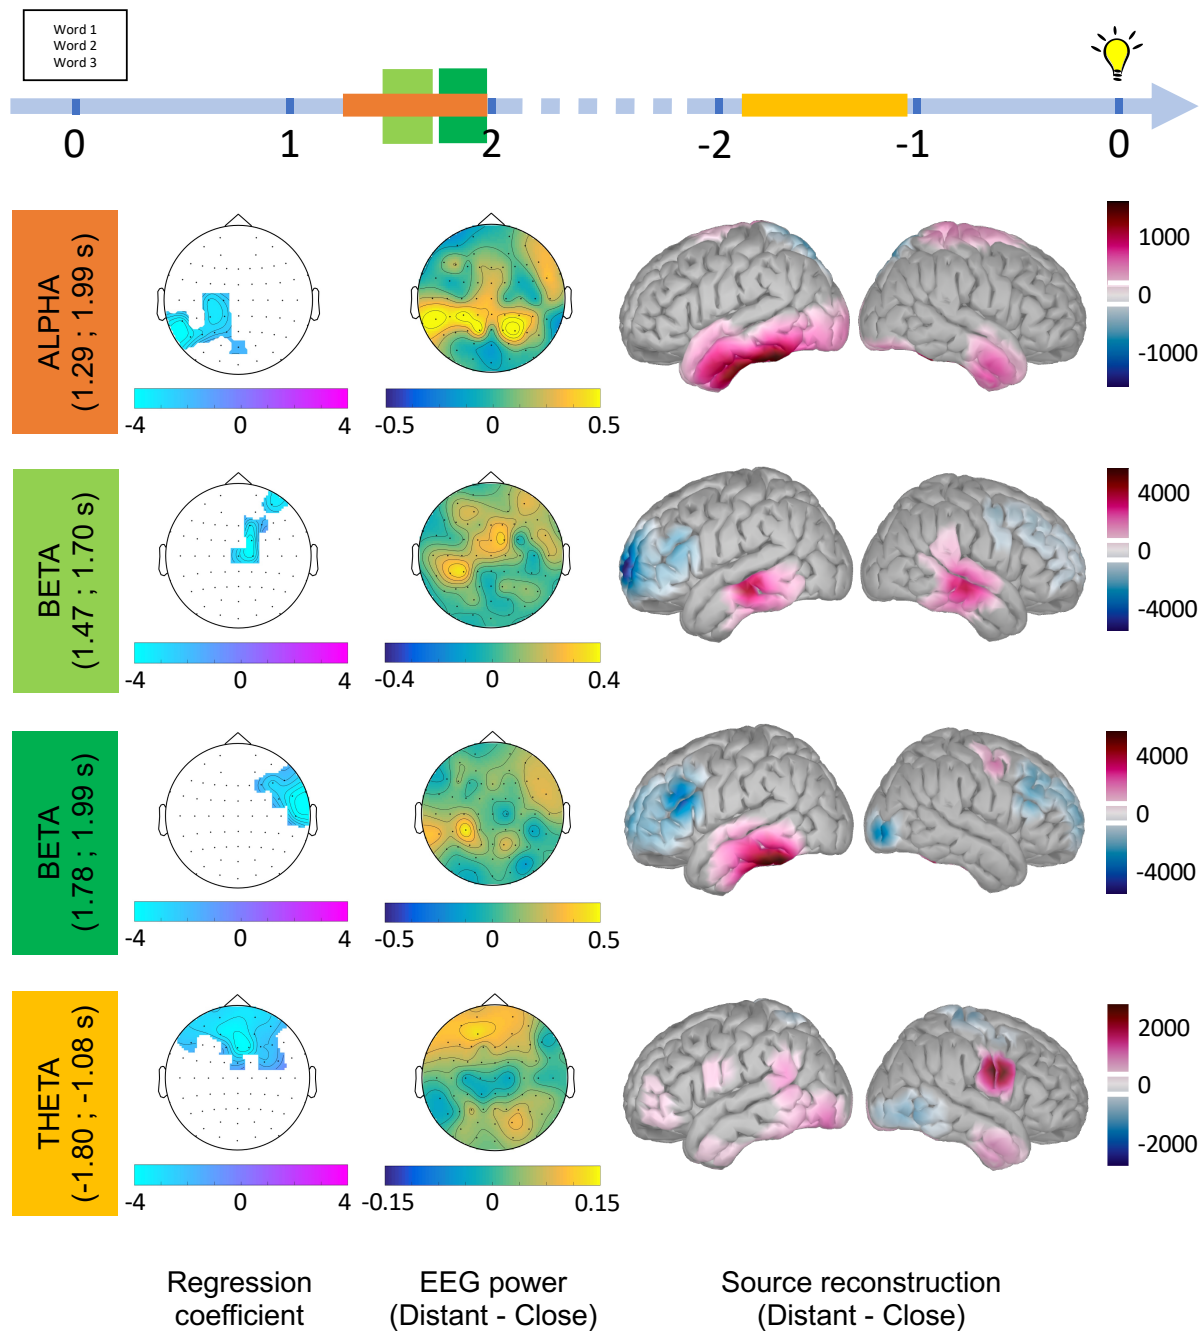 Word 1
Word 2
Word 3
0
1
2
-2
-1
0
ALPHA
(1.29 ; 1.99 s)
-4
0
4
-0.5
0
0.5
1000
0
-1000
BETA
(1.47 ; 1.70 s)
-4
0
4
-0.4
0
0.4
4000
0
-4000
BETA
(1.78 ; 1.99 s)
-4
0
4
-0.5
0
0.5
4000
0
-4000
THETA
(-1.80 ; -1.08 s)
-4
0
4
-0.15
0
0.15
2000
0
-2000
Regression
coefficient
EEG power
(Distant - Close)
Source reconstruction
(Distant - Close)